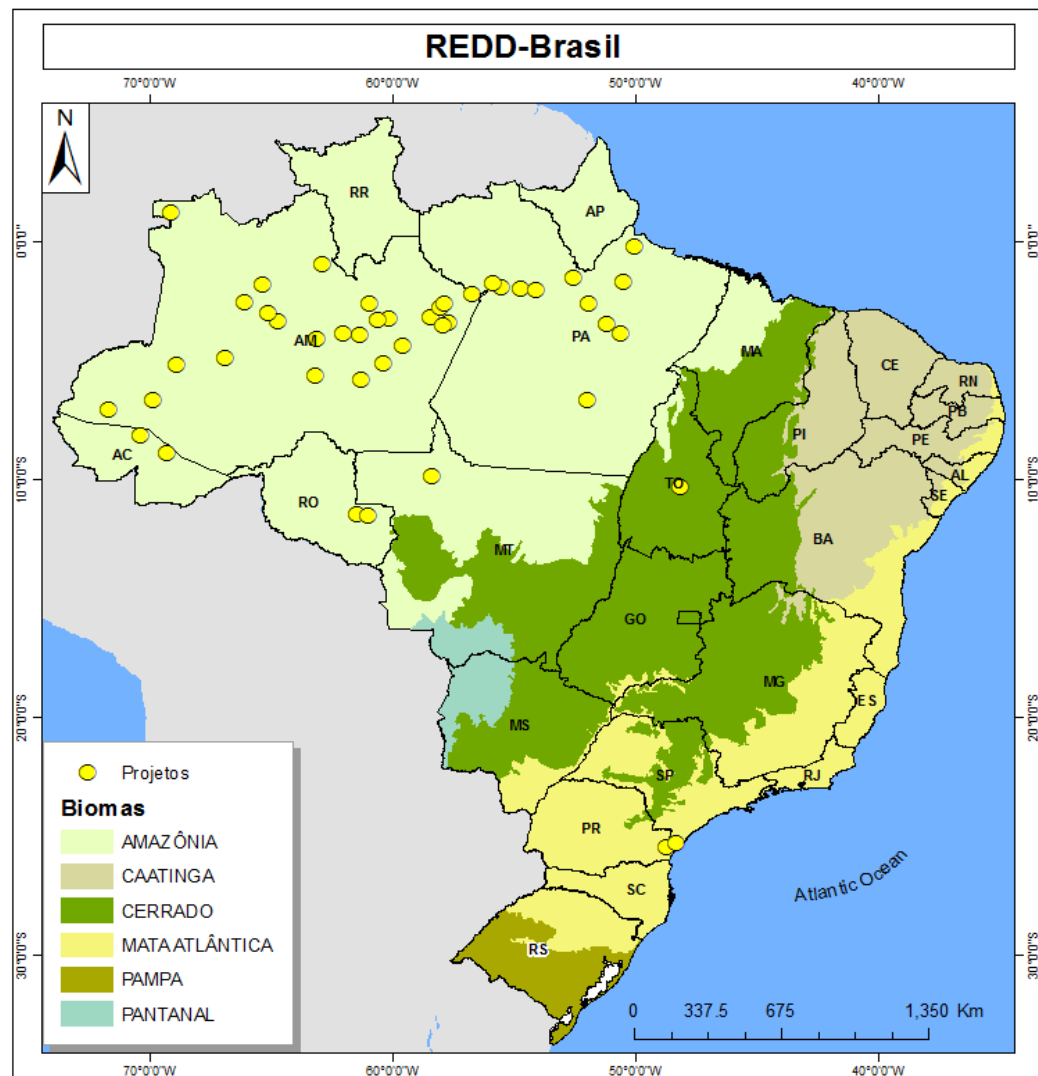 REDD-Brasil
70°0'0"W 60°0'0"W 50°0'0"W 40°0'0"W
N
RR
AP
0°0'0" 0°0'0"
AM
PA
MA
CE
RN
PB
PI
PE
AC
AL
10°0'0"S 10°0'0"S
TO
SE
RO
BA
MT
GO
MG
ES
20°0'0"S 20°0'0"S
MS
SP
RJ
PR
SC
Atlantic Ocean
RS
30°0'0"S 30°0'0"S
Projetos
Biomas
AMAZÔNIA
CAATINGA
CERRADO
MATA ATLÂNTICA
PAMPA
PANTANAL
0 337.5 675 1,350 Km
70°0'0"W 60°0'0"W 50°0'0"W 40°0'0"W